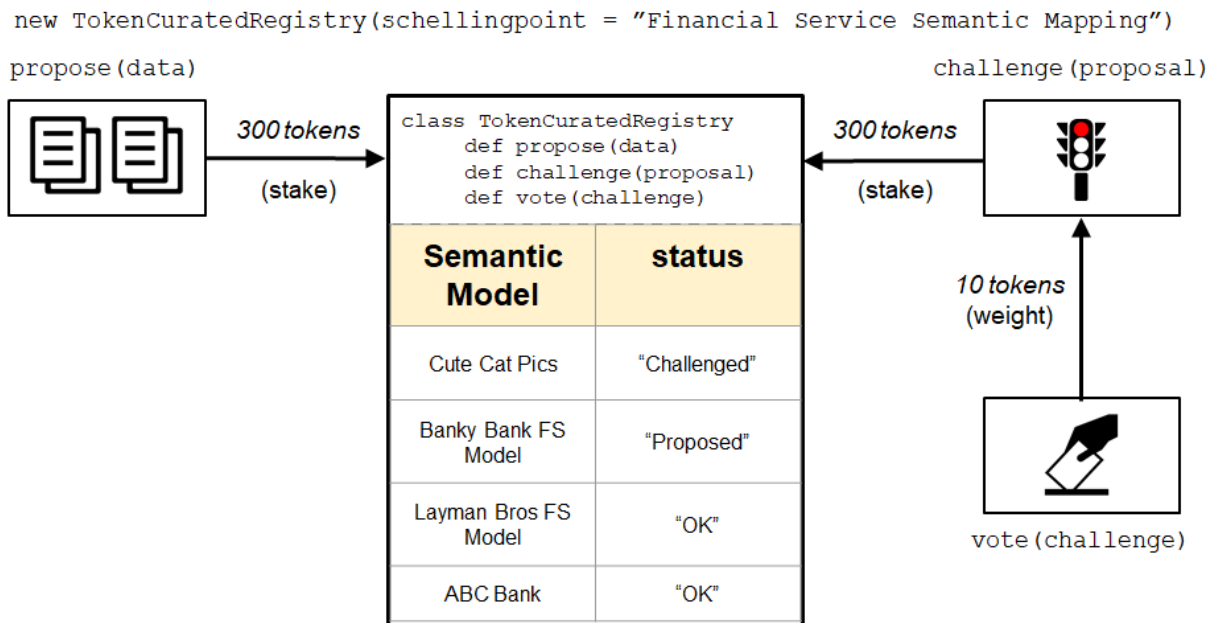 new TokenCuratedRegistry(schellingpoint = ”Financial Service Semantic Mapping”)
propose(data)
challenge(proposal)
300 tokens
(stake)
class TokenCuratedRegistry
def propose(data)
def challenge(proposal)
def vote(challenge)
300 tokens
(stake)
Semantic
Model
status
Cute Cat Pics
“Challenged”
Banky Bank FS
Model
“Proposed”
Layman Bros FS
Model
“OK”
ABC Bank
“OK”
10 tokens
(weight)
vote(challenge)